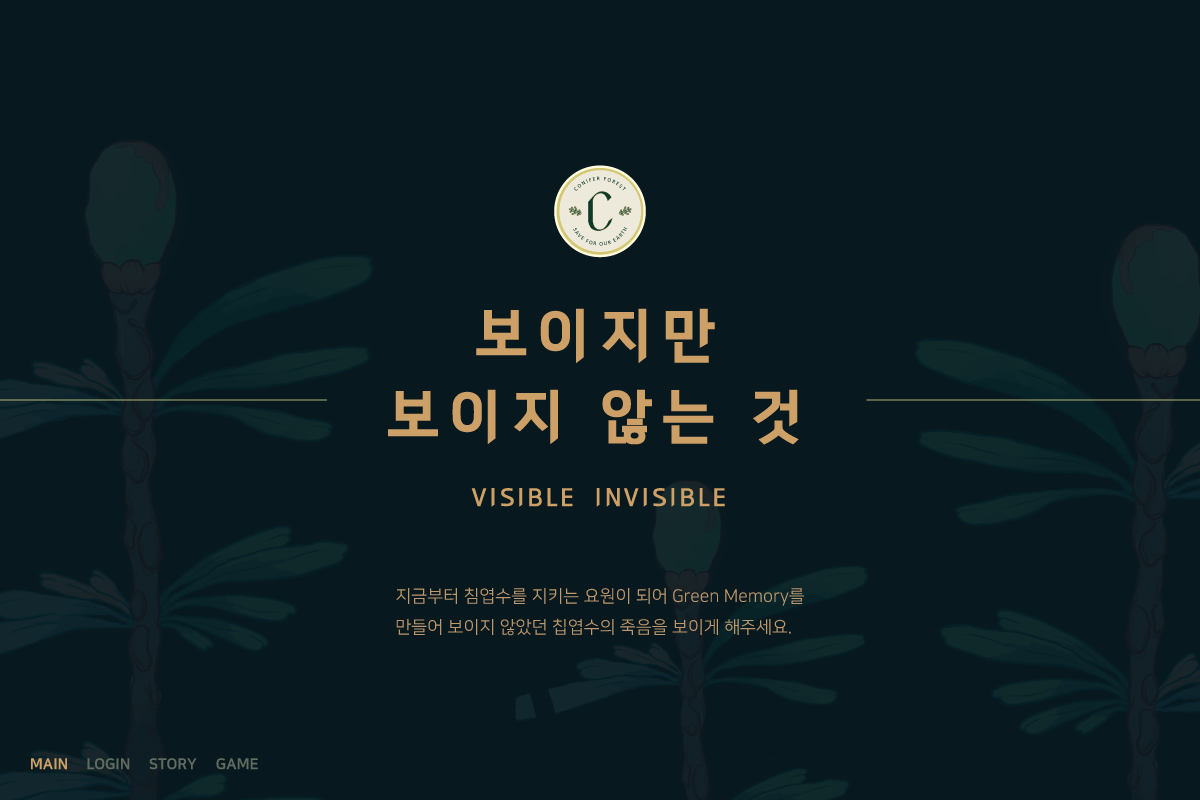 CONIFER FOREST
C
SAVE FOR OUR EARTH
보이지만
보이지 않는 것
VISIBLE INVISIBLE
지금부터 침엽수를 지키는 요원이 되어 Green Memory를
만들어 보이지 않았던 칩엽수의 죽음을 보이게 해주세요.
MAIN LOGIN STORY GAME